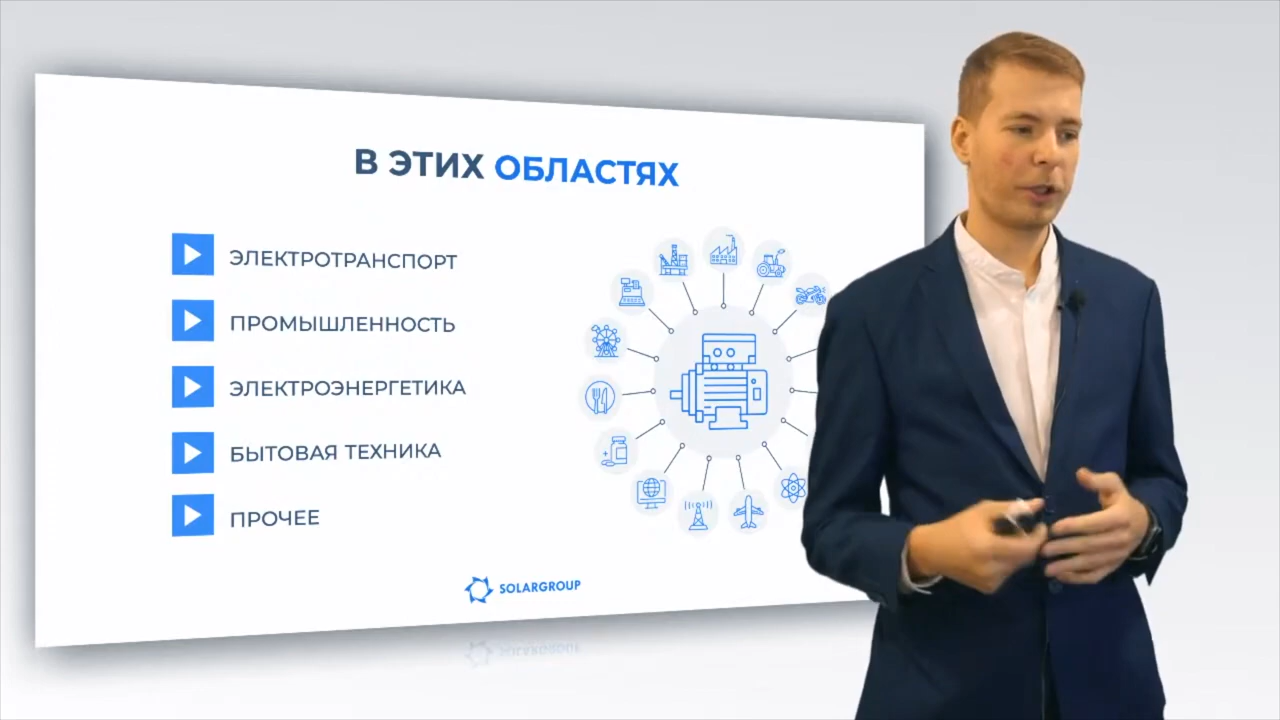 В ЭТИХ ОБЛАСТЯХ
ЭЛЕКТРОТРАНСПОРТ
ПРОМЫШЛЕННОСТЬ
ЭЛЕКТРОЭНЕРГЕТИКА
БЫТОВАЯ ТЕХНИКА
ПРОЧЕЕ
SOLARGROUP